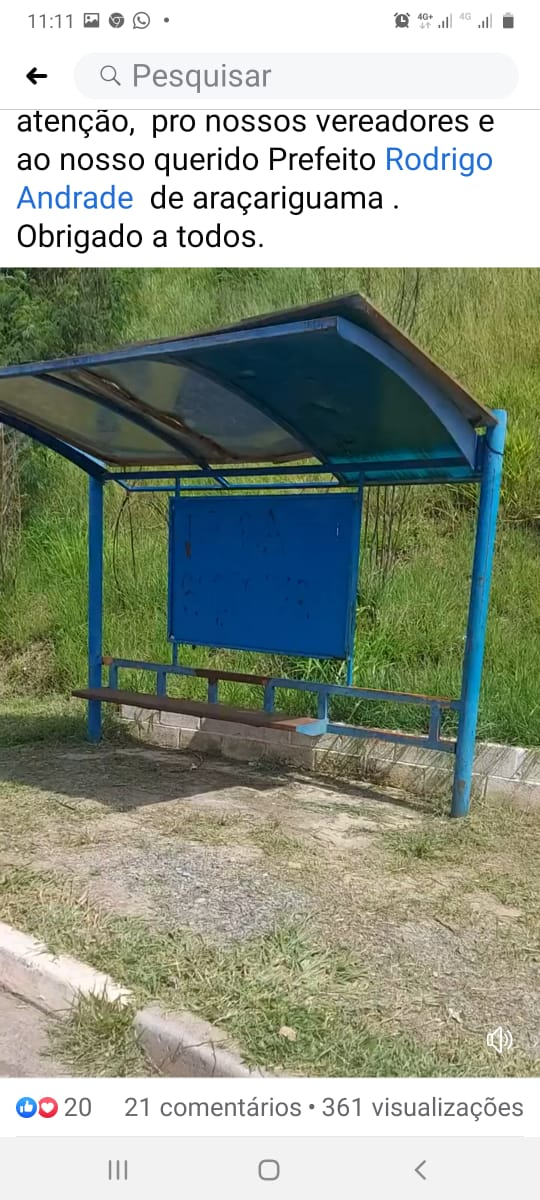 11:11
4G+ 4G
Pesquisar
atenção, pro nossos vereadores e
ao nosso querido Prefeito Rodrigo
Andrade de araçariguama .
Obrigado a todos.
20 21 comentários • 361 visualizações